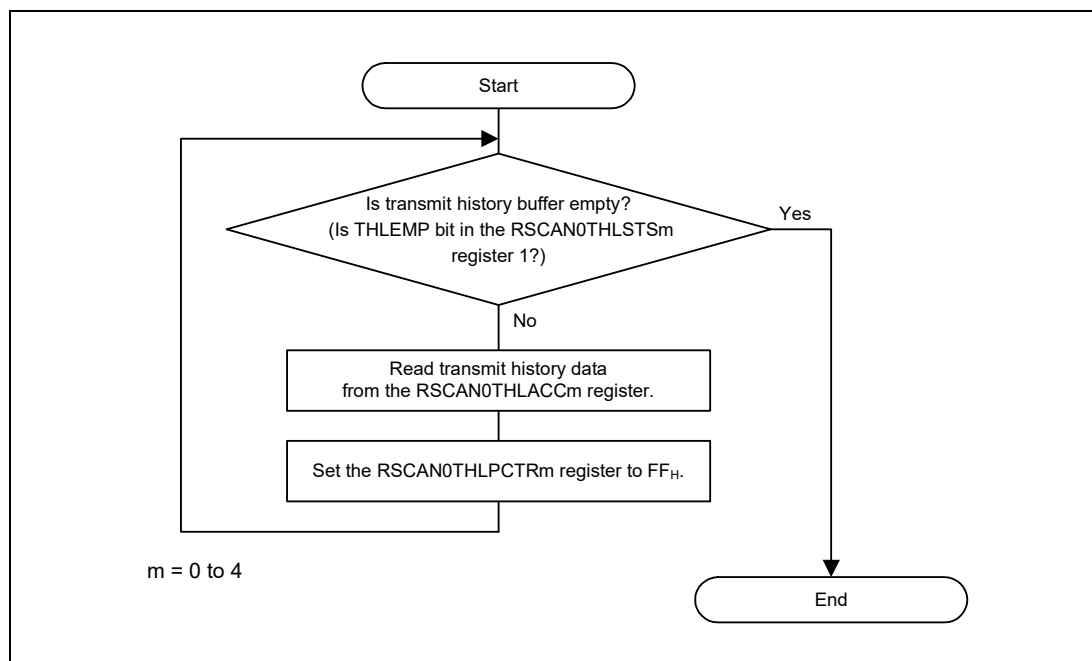 Start
Is transmit history buffer empty?
(Is THLEMP bit in the RSCAN0THLSTSm
register 1?)
Yes
No
Read transmit history data
from the RSCAN0THLACCm register.
Set the RSCAN0THLPCTRm register to FFH.
m = 0 to 4
End